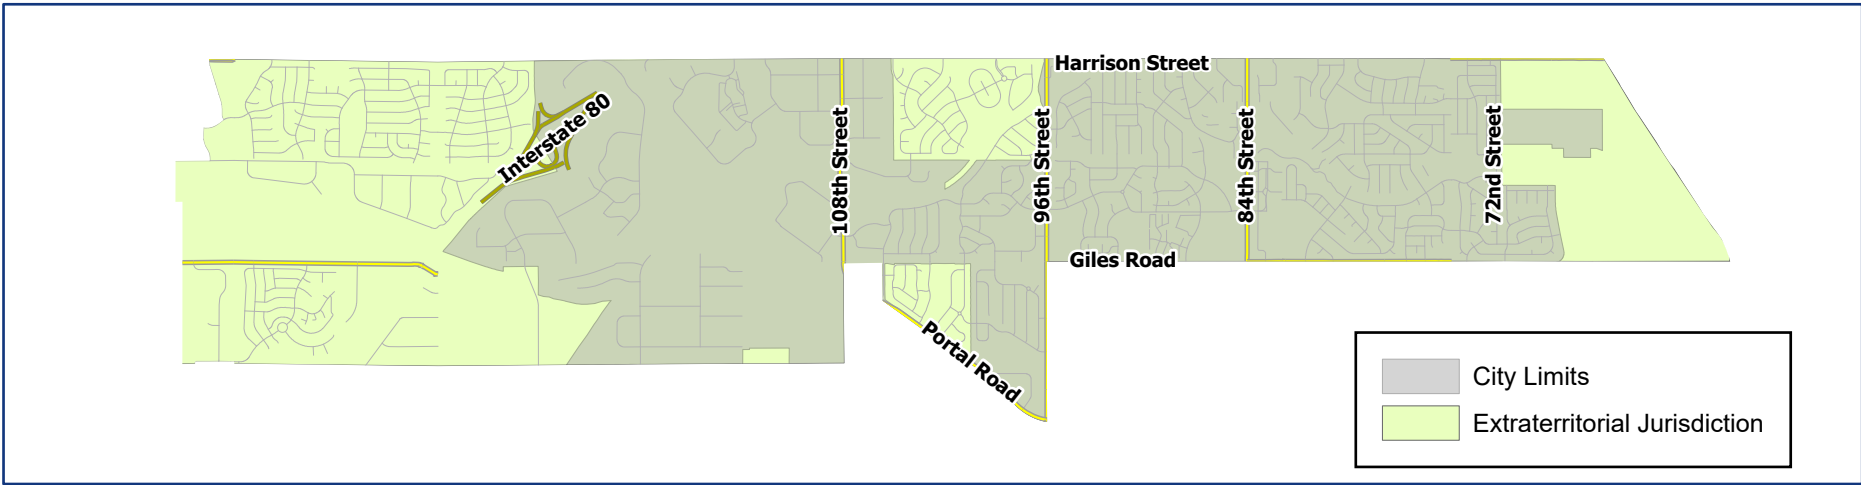 Harrison Street
Interstate 80
108th Street
96th Street
84th Street
72nd Street
Giles Road
Portal Road
City Limits
Extraterritorial Jurisdiction